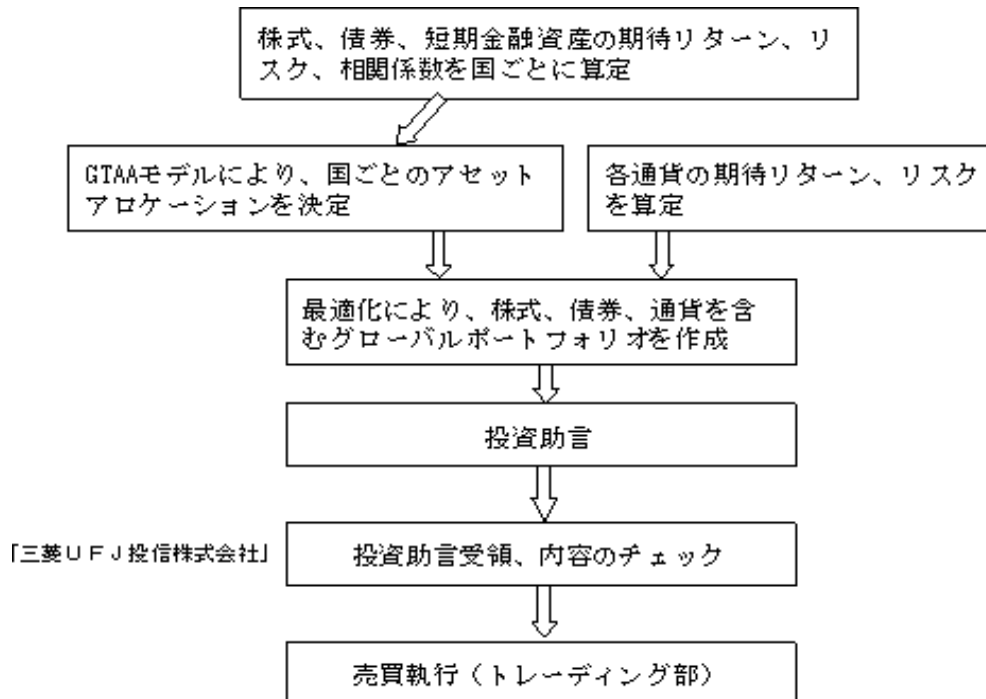 株式、債券、短期金融資産の期待リターン、リ
スク、相関係数を国ごとに算定
GTAAモデルにより、国ごとのアセット
アロケーションを決定
各通貨の期待リターン、リスク
を算定
最適化により、株式、債券、通貨を含
むグローバルポートフォリオを作成
投資助言
「三菱ＵＦＪ投信株式会社」
投資助言受領、内容のチェック
売買執行（トレーディング部）